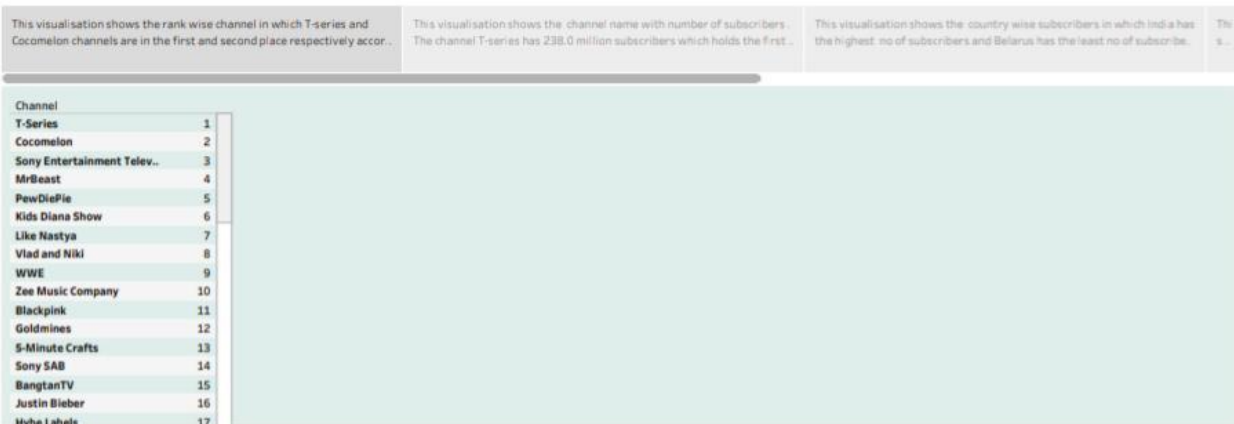 This visualisation shows the rank wise channel in which T-series and
Cocomelon channels are in the first and second place respectively accor..
This visualisation shows the channel name with number of subscribers.
The channel T-series has 238.0 million subscribers which holds the first ..
This visualisation shows the country wise subscribers in which India has
the highest no of subscribers and Belarus has the least no of subscribe.
Thi
s..
Channel
T-Series 1
Cocomelon 2
Sony Entertainment Telev.. 3
MrBeast 4
PewDiePie 5
Kids Diana Show 6
Like Nastya 7
Vlad and Niki 8
WWE 9
Zee Music Company 10
Blackpink 11
Goldmines 12
5-Minute Crafts 13
Sony SAB 14
BangtanTV 15
Justin Bieber 16
Hybe Labels 17